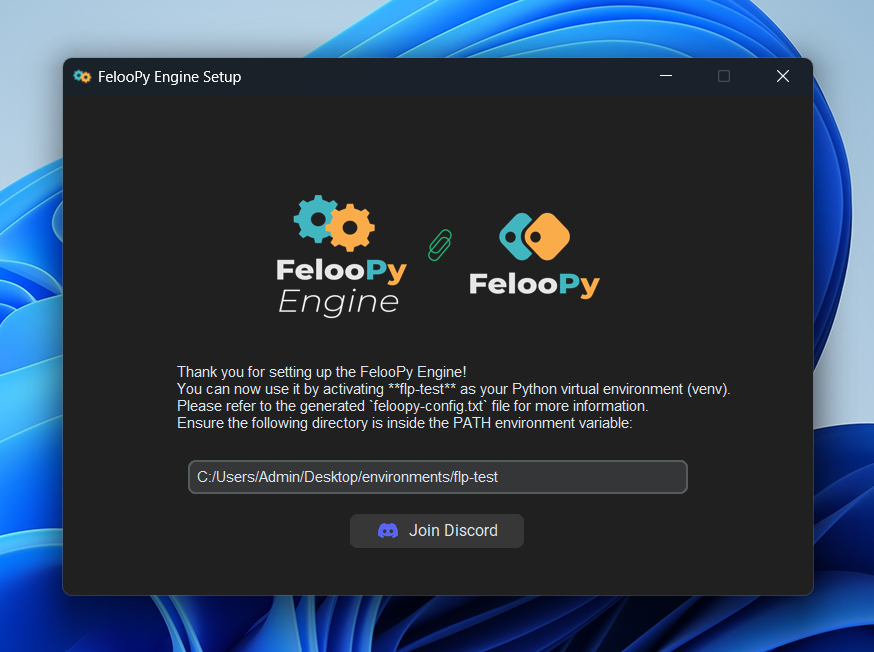 FelooPy Engine Setup
FelooPy
Engine
FelooPy
Thank you for setting up the FelooPy Engine!
You can now use it by activating **flp-test** as your Python virtual environment (venv).
Please refer to the generated `feloopy-config.txt` file for more information.
Ensure the following directory is inside the PATH environment variable:
C:/Users/Admin/Desktop/environments/flp-test
Join Discord